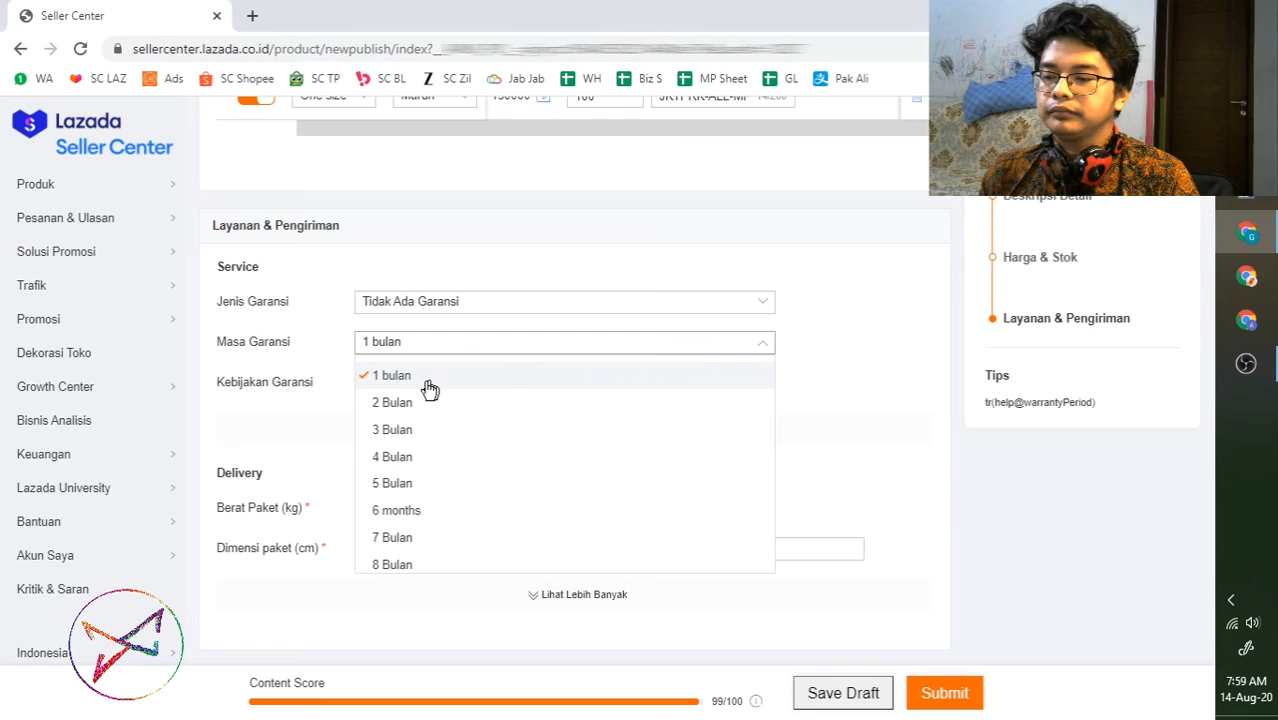 Seller Center
sellercenter.lazada.co.id/product/newpublish/index?_
WA SC LAZ Ads SC Shopee SC TP SC BL SC Zil Jab Jab WH Biz S MP Sheet GL Pak Ali
Lazada
Seller Center
Produk
Pesanan & Ulasan
Solusi Promosi
Trafik
Promosi
Dekorasi Toko
Growth Center
Bisnis Analisis
Keuangan
Lazada University
Bantuan
Akun Saya
Kritik & Saran
Indonesia
One size
Layanan & Pengiriman
Service
Jenis Garansi Tidak Ada Garansi
Masa Garansi 1 bulan
Kebijakan Garansi
1 bulan
2 Bulan
3 Bulan
4 Bulan
5 Bulan
6 months
7 Bulan
8 Bulan
Delivery
Berat Paket (kg) *
Dimensi paket (cm) *
Lihat Lebih Banyak
Deskripsi Detail
Harga & Stok
Layanan & Pengiriman
Tips
tr(help@warrantyPeriod)
Content Score
99/100
Save Draft
Submit
7:59 AM
14-Aug-20